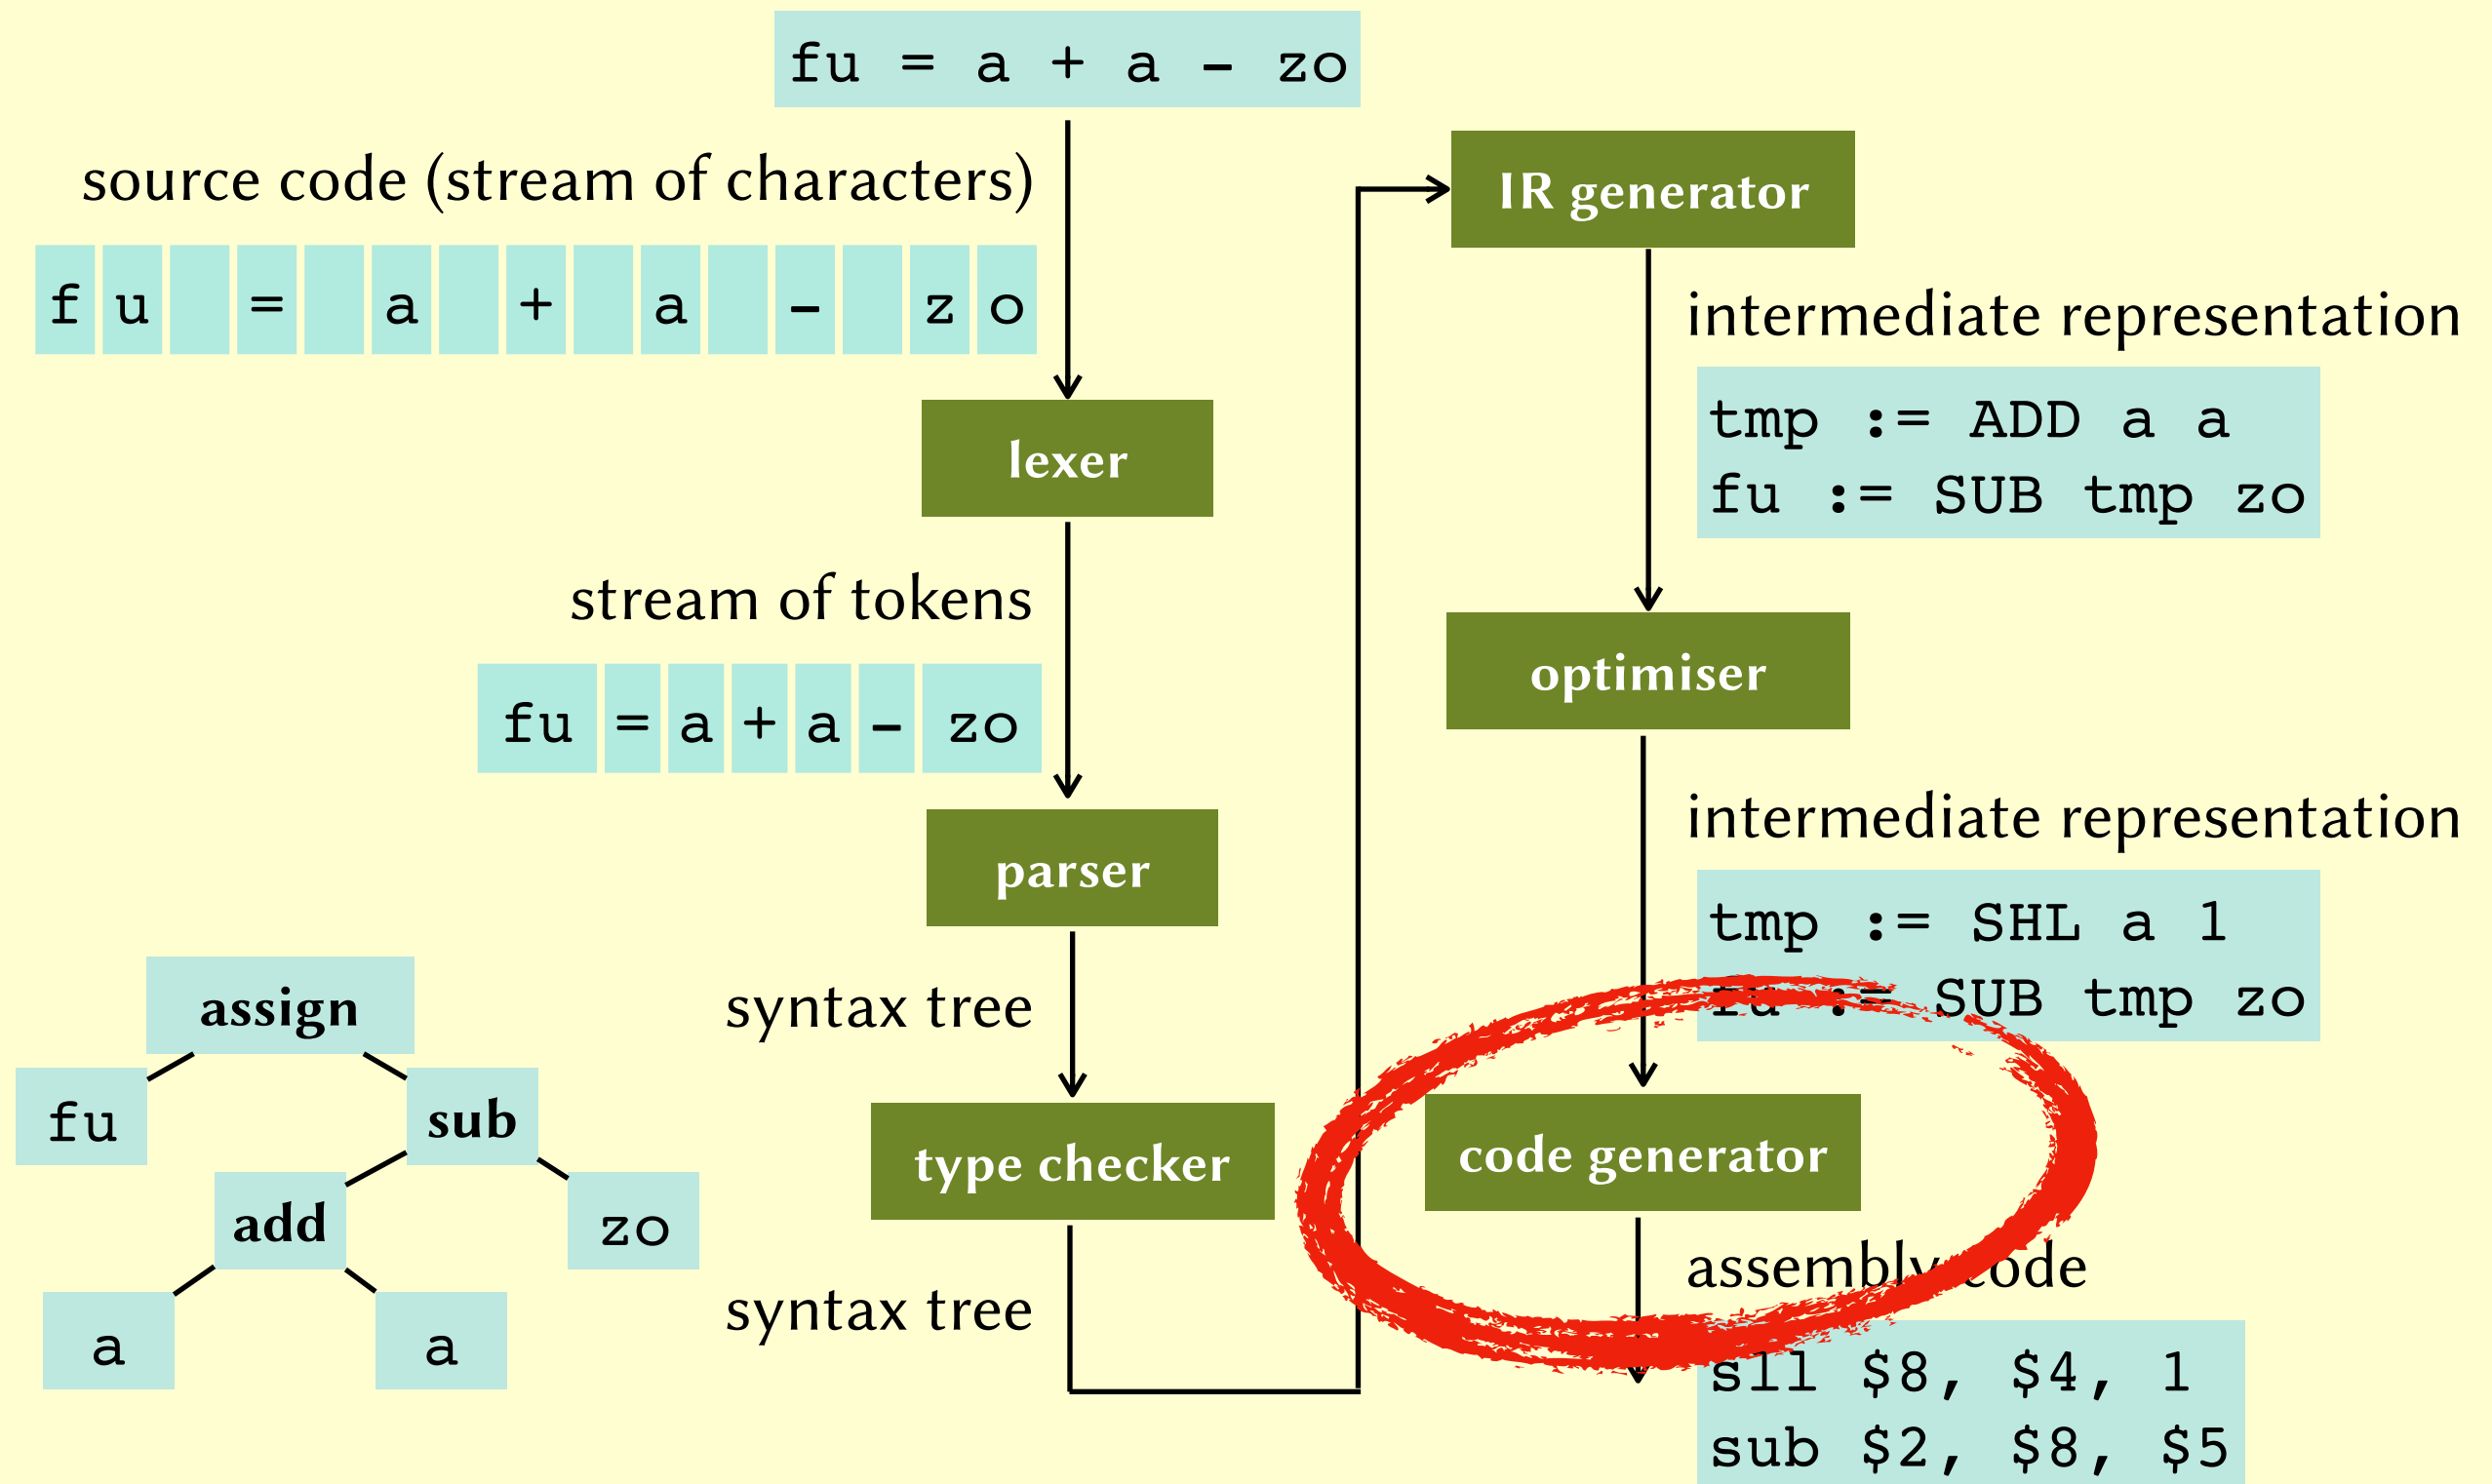 fu = a + a - zo
source code (stream of characters)
f u = a + a - zo
lexer
stream of tokens
fu = a + a - zo
parser
syntax tree
assign
fu
sub
add
zo
a
a
type checker
syntax tree
IR generator
intermediate representation
tmp := ADD a a
fu := SUB tmp zo
optimiser
intermediate representation
tmp := SHL a 1
fu := SUB tmp zo
code generator
assembly code
sll $8, $4, 1
sub $2, $8, $5